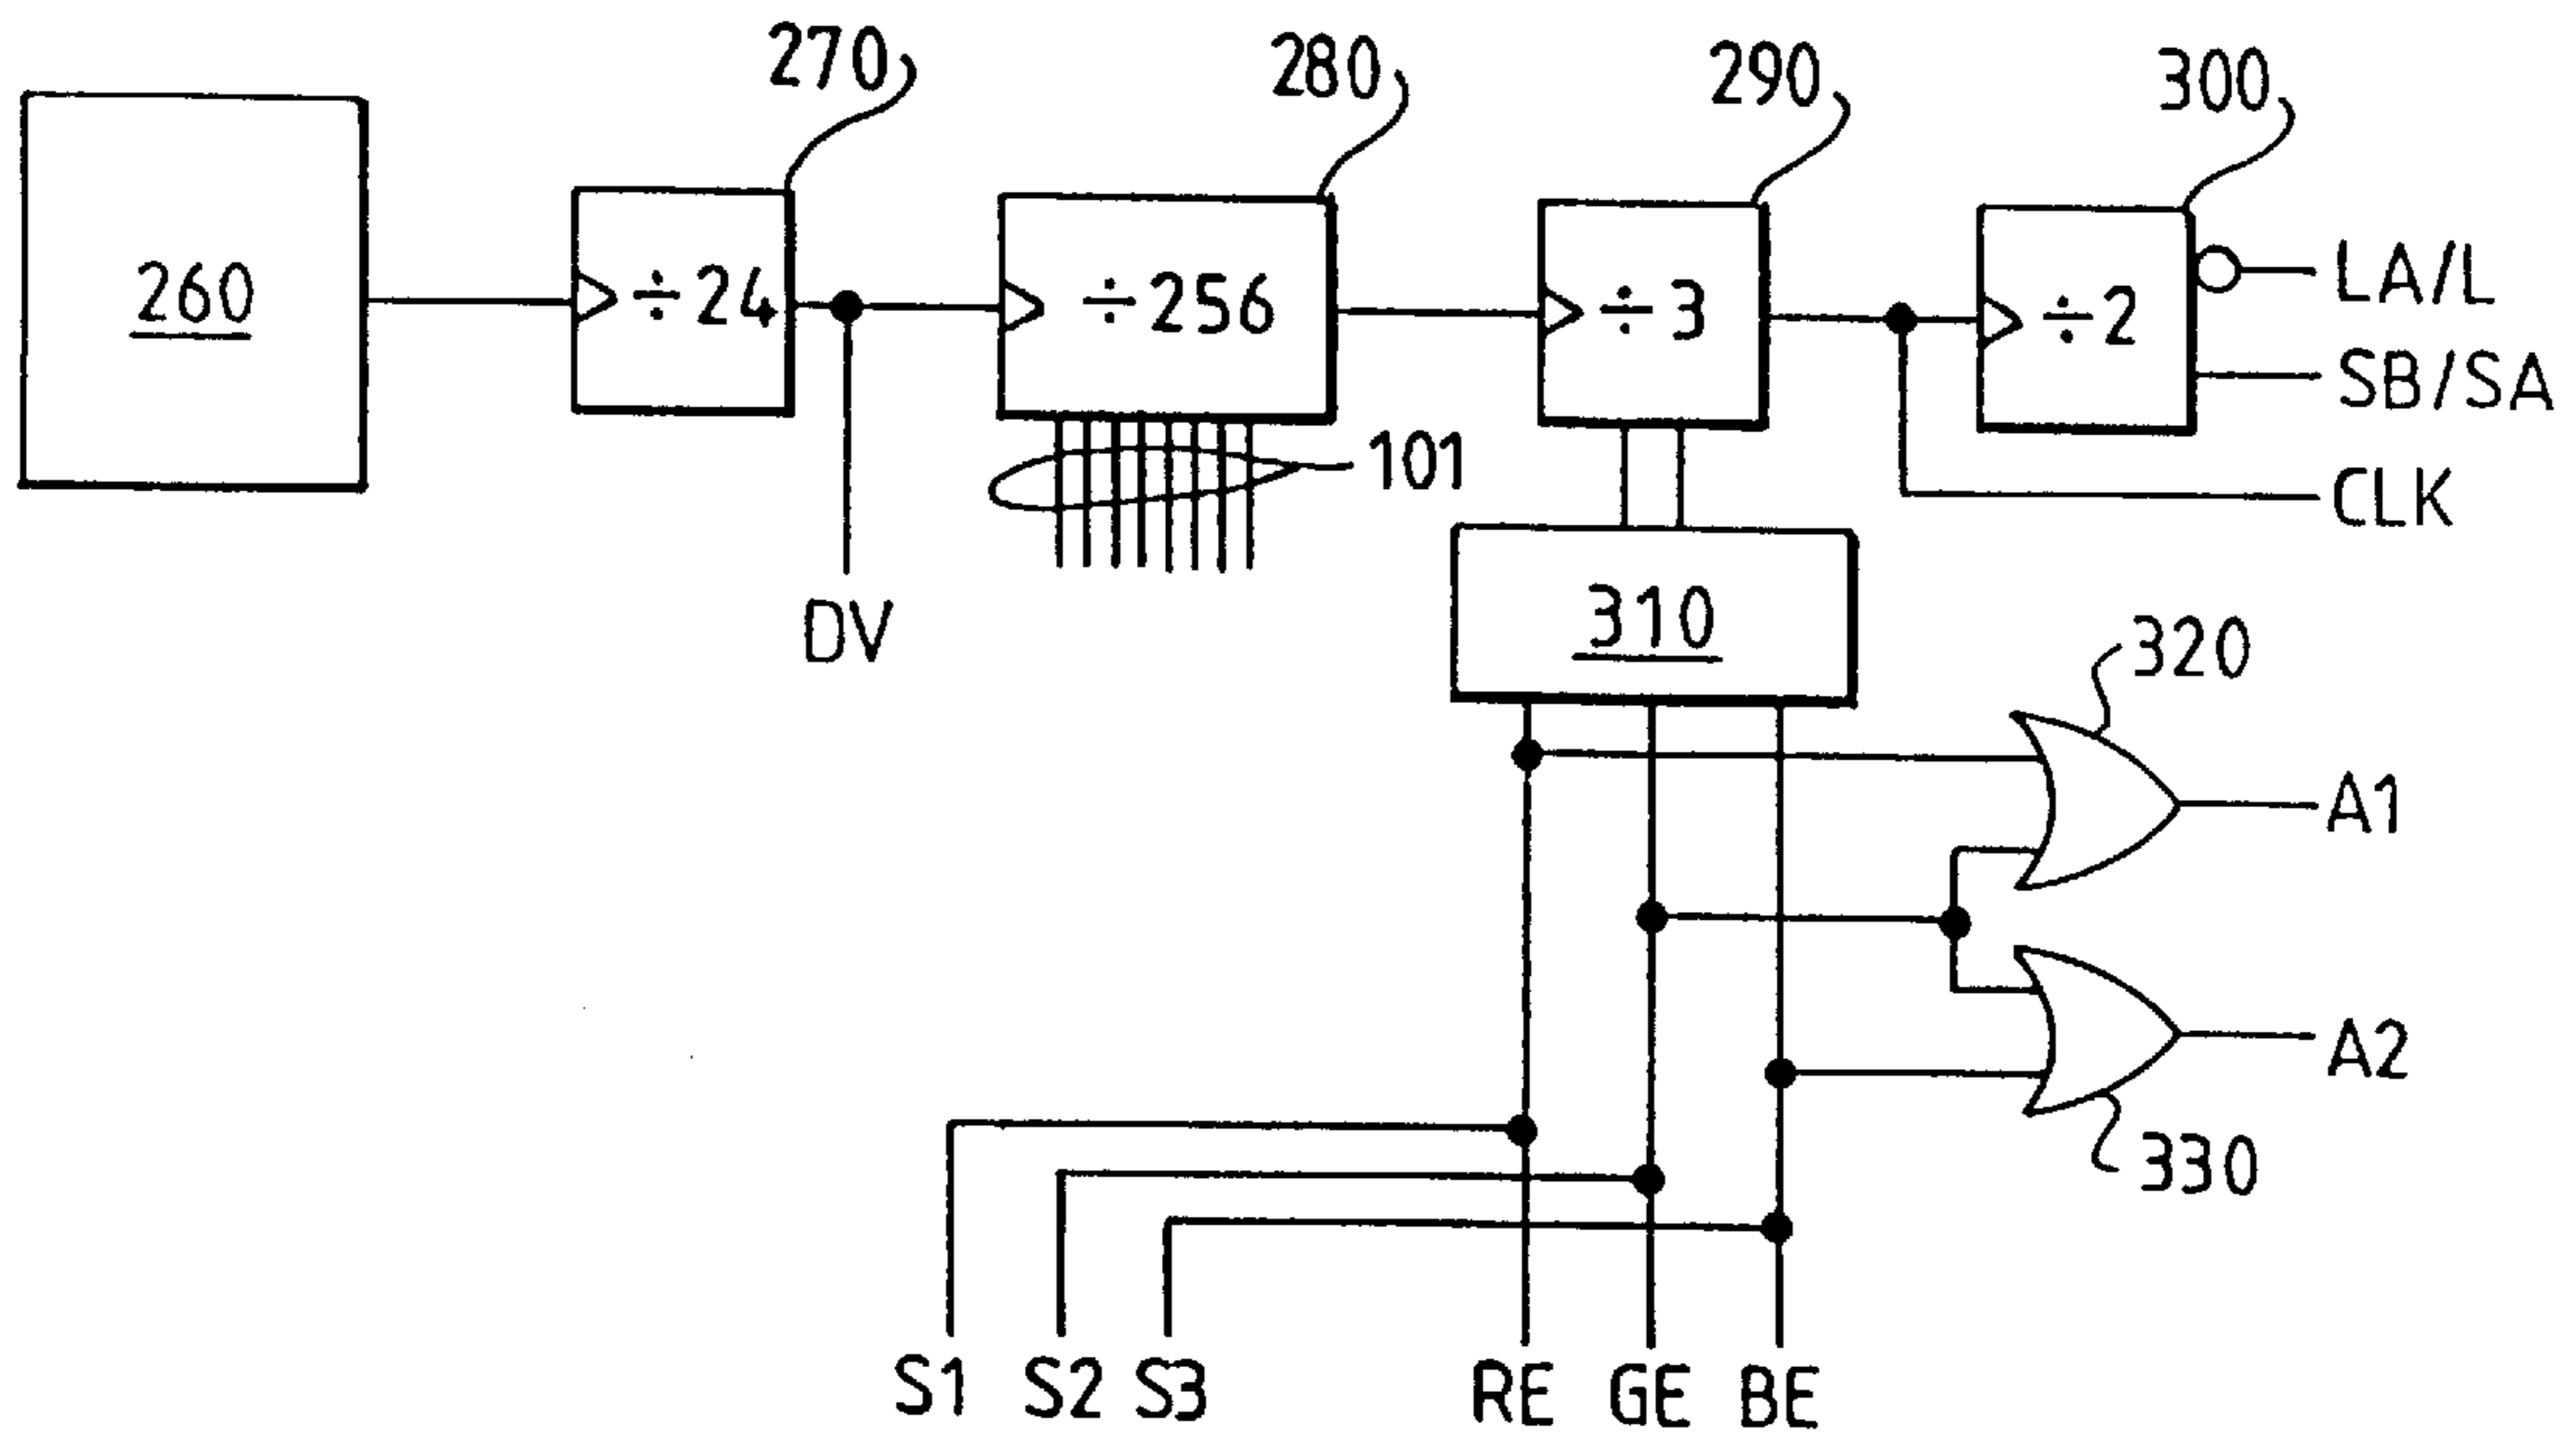 270
280
290
300
260
÷24
÷256
÷3
÷2
LA/L
SB/SA
101
CLK
310
DV
320
A1
A2
330
S1
S2
S3
RE
GE
BE